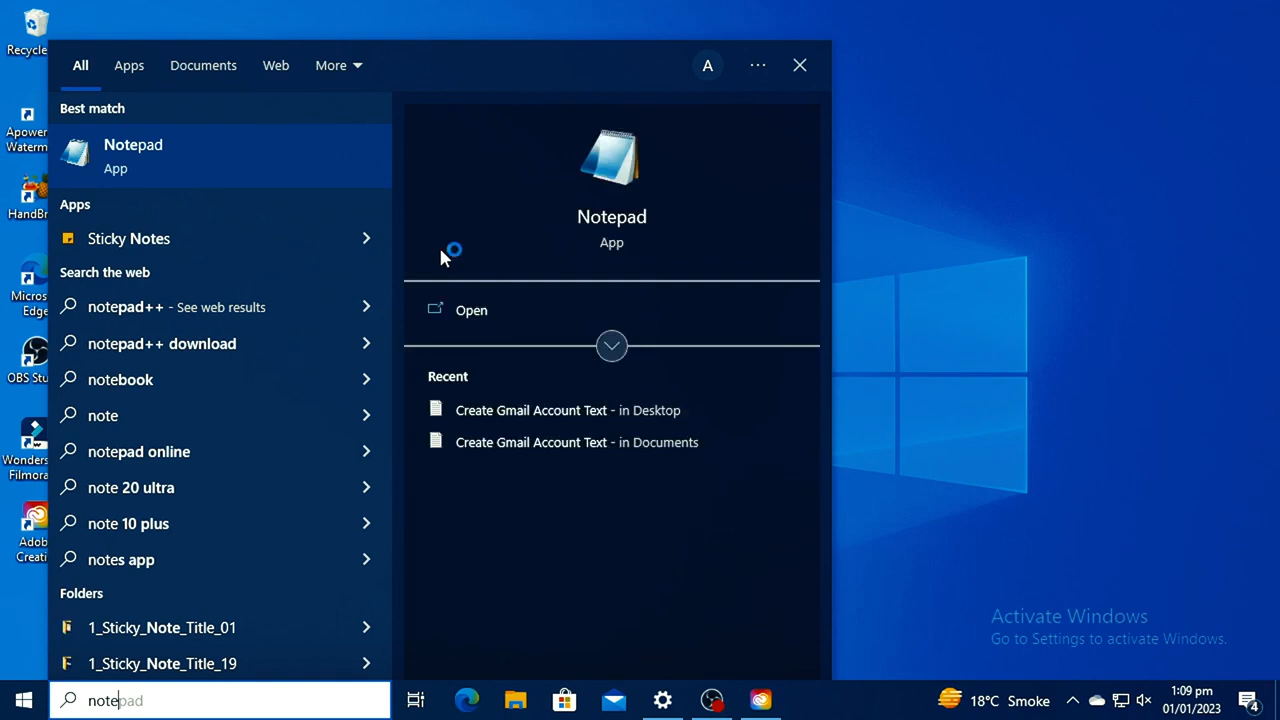 Recycle
Apower
Waterm
HandBr
Micros
Edge
OBS Stu
Wonders
Filmora
Adob
Creati
All Apps Documents Web More
A
Best match
Notepad
App
Apps
Sticky Notes
Search the web
notepad++ - See web results
notepad++ download
notebook
note
notepad online
note 20 ultra
note 10 plus
notes app
Folders
1_Sticky_Note_Title_01
1_Sticky_Note_Title_19
Notepad
App
Open
Recent
Create Gmail Account Text - in Desktop
Create Gmail Account Text - in Documents
Activate Windows
Go to Settings to activate Windows.
notepad
18°C Smoke
1:09 pm
01/01/2023
4